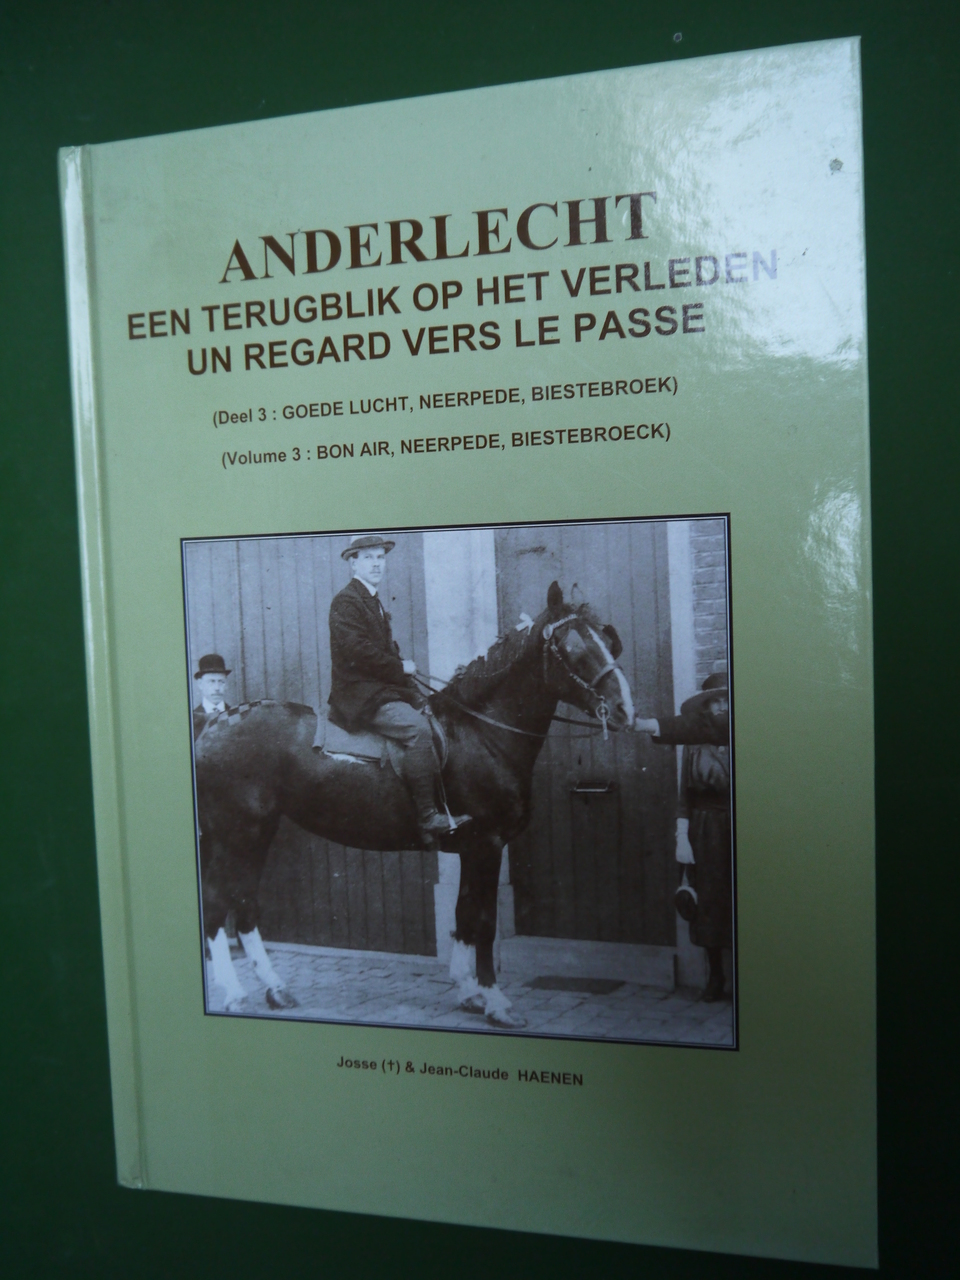 ANDERLECHT
EEN TERUGBLIK OP HET VERLEDEN
UN REGARD VERS LE PASSE
(Deel 3 : GOEDE LUCHT, NEERPEDE, BIESTEBROEK)
(Volume 3 : BON AIR, NEERPEDE, BIESTEBROECK)
Josse (†) & Jean-Claude HAENEN